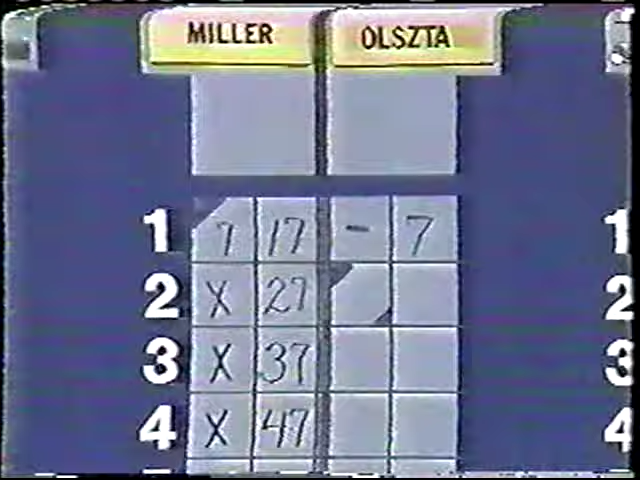 MILLER OLSZTA
1 7 17 - 7 1
2 X 27 2
3 X 37 3
4 X 47 4